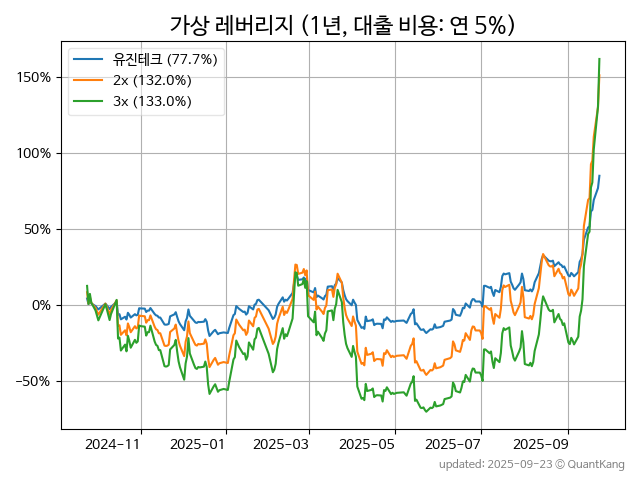 가상 레버리지 (1년, 대출 비용: 연 5%)
유진테크 (77.7%)
2x (132.0%)
3x (133.0%)
150%
100%
50%
0%
−50%
2024-11
2025-01
2025-03
2025-05
2025-07
2025-09
updated: 2025-09-23 © QuantKang